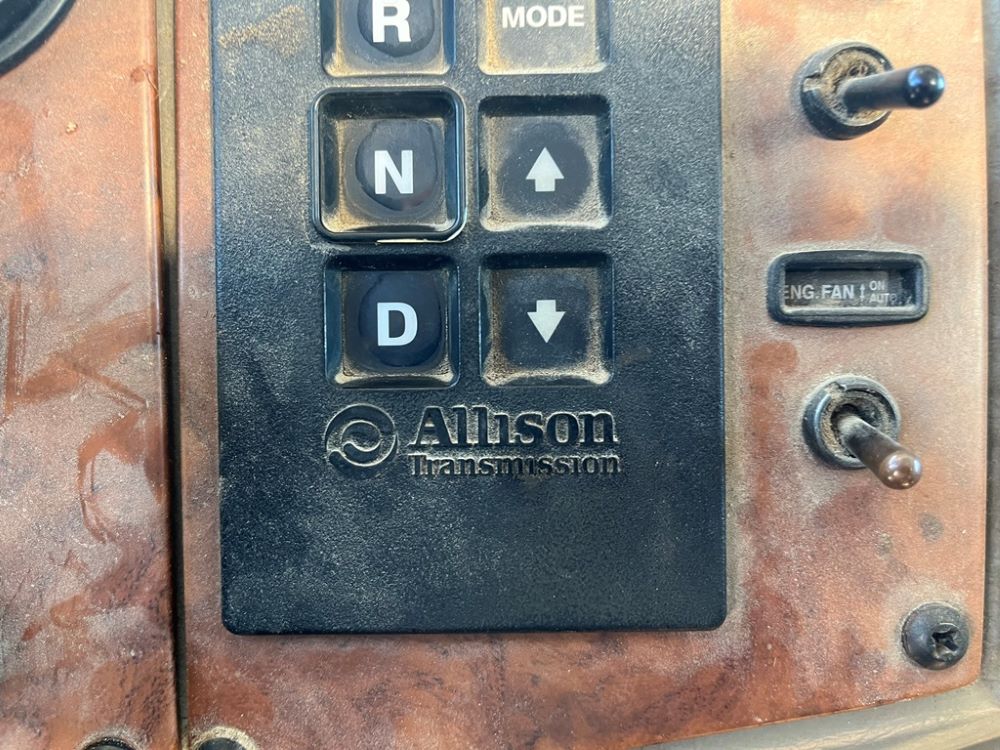 R
MODE
N
D
ENG. FAN ON
AUTO
Allison
Transmission